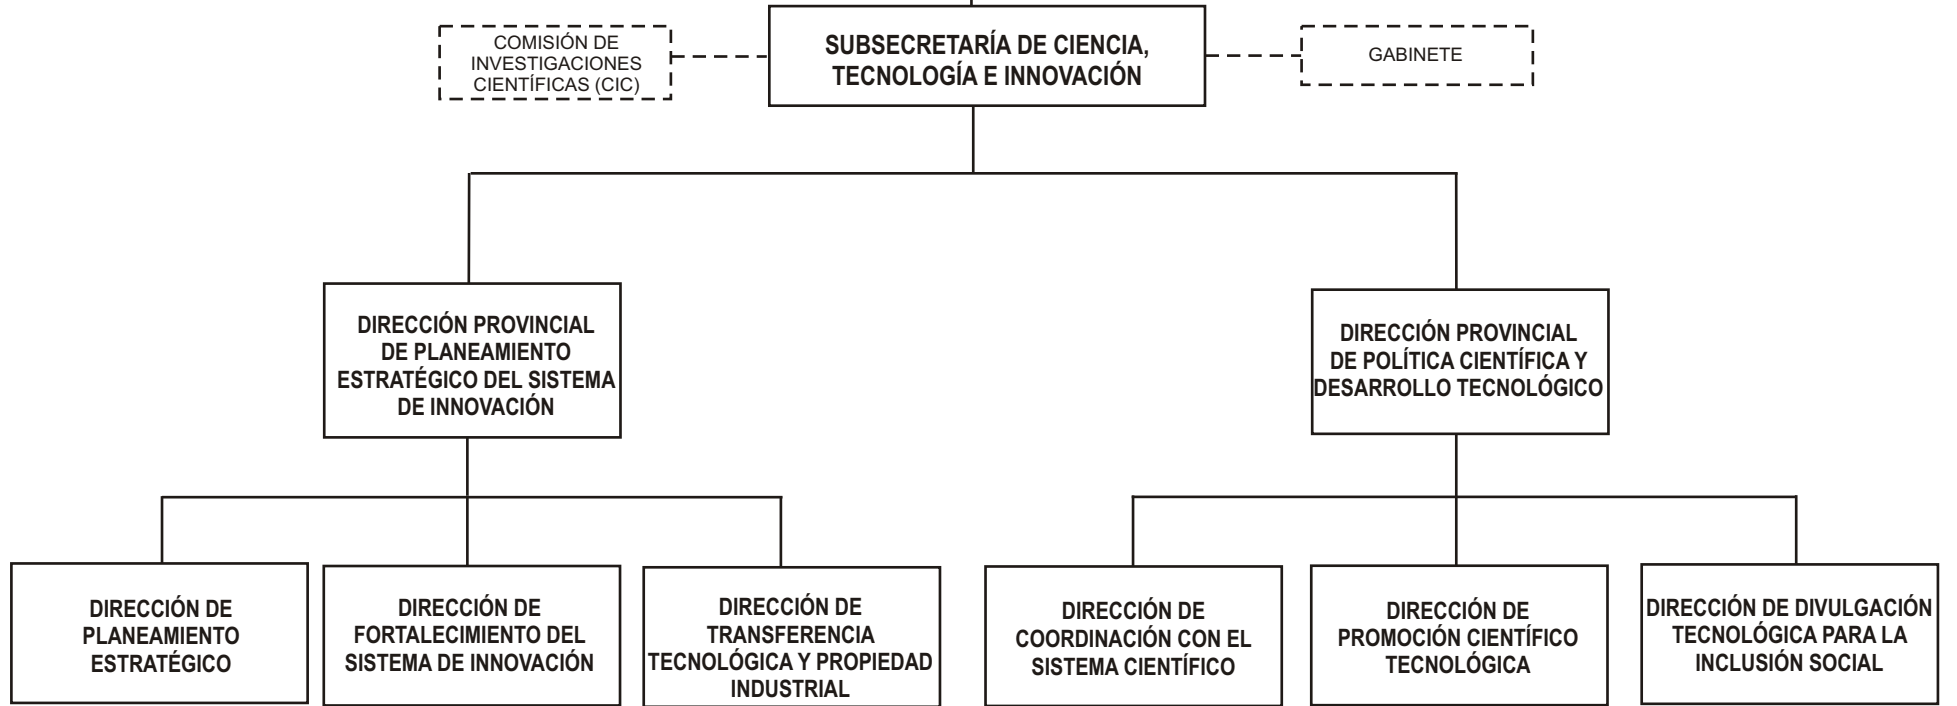 COMISIÓN DE
INVESTIGACIONES
CIENTÍFICAS (CIC)
SUBSECRETARÍA DE CIENCIA,
TECNOLOGÍA E INNOVACIÓN
GABINETE
DIRECCIÓN PROVINCIAL
DE PLANEAMIENTO
ESTRATÉGICO DEL SISTEMA
DE INNOVACIÓN
DIRECCIÓN PROVINCIAL
DE POLÍTICA CIENTÍFICA Y
DESARROLLO TECNOLÓGICO
DIRECCIÓN DE
PLANEAMIENTO
ESTRATÉGICO
DIRECCIÓN DE
FORTALECIMIENTO DEL
SISTEMA DE INNOVACIÓN
DIRECCIÓN DE
TRANSFERENCIA
TECNOLÓGICA Y PROPIEDAD
INDUSTRIAL
DIRECCIÓN DE
COORDINACIÓN CON EL
SISTEMA CIENTÍFICO
DIRECCIÓN DE
PROMOCIÓN CIENTÍFICO
TECNOLÓGICA
DIRECCIÓN DE DIVULGACIÓN
TECNOLÓGICA PARA LA
INCLUSIÓN SOCIAL